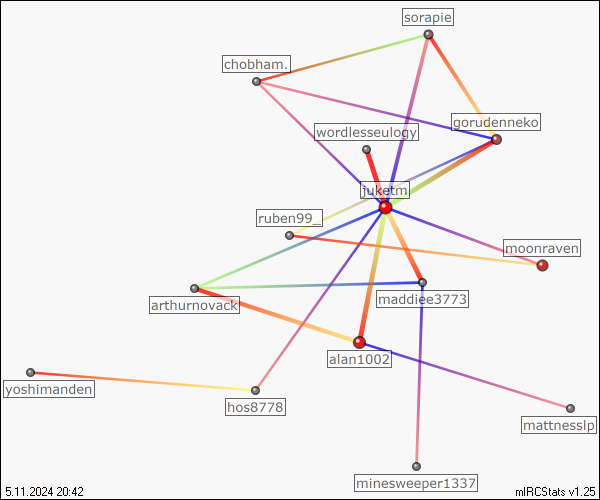 sorapie
chobham.
gorudenneko
wordlesseulogy
juketm
ruben99_
moonraven
maddiee3773
arthurnovack
alan1002
yoshimanden
hos8778
mattnesslp
minesweeper1337
5.11.2024 20:42
mIRCStats v1.25